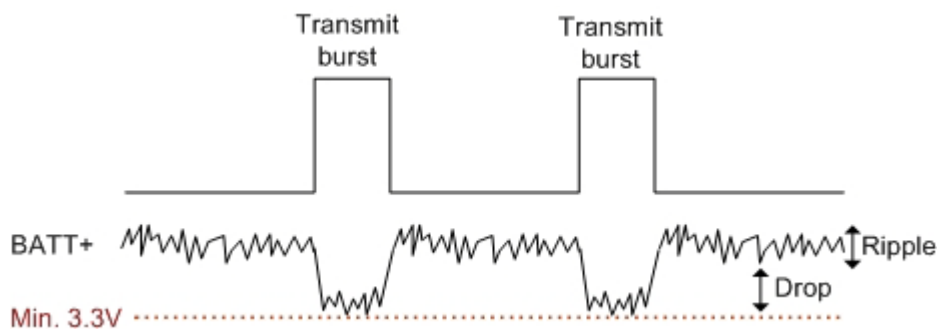 Transmit
burst
Transmit
burst
BATT+
Ripple
Drop
Min. 3.3V